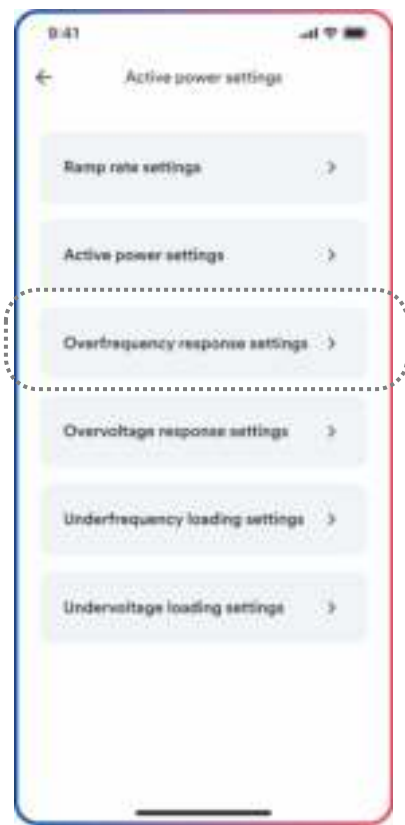 9:41
Active power settings
Ramp rate settings
Active power settings
Overfrequency response settings
Overvoltage response settings
Underfrequency loading settings
Undervoltage loading settings